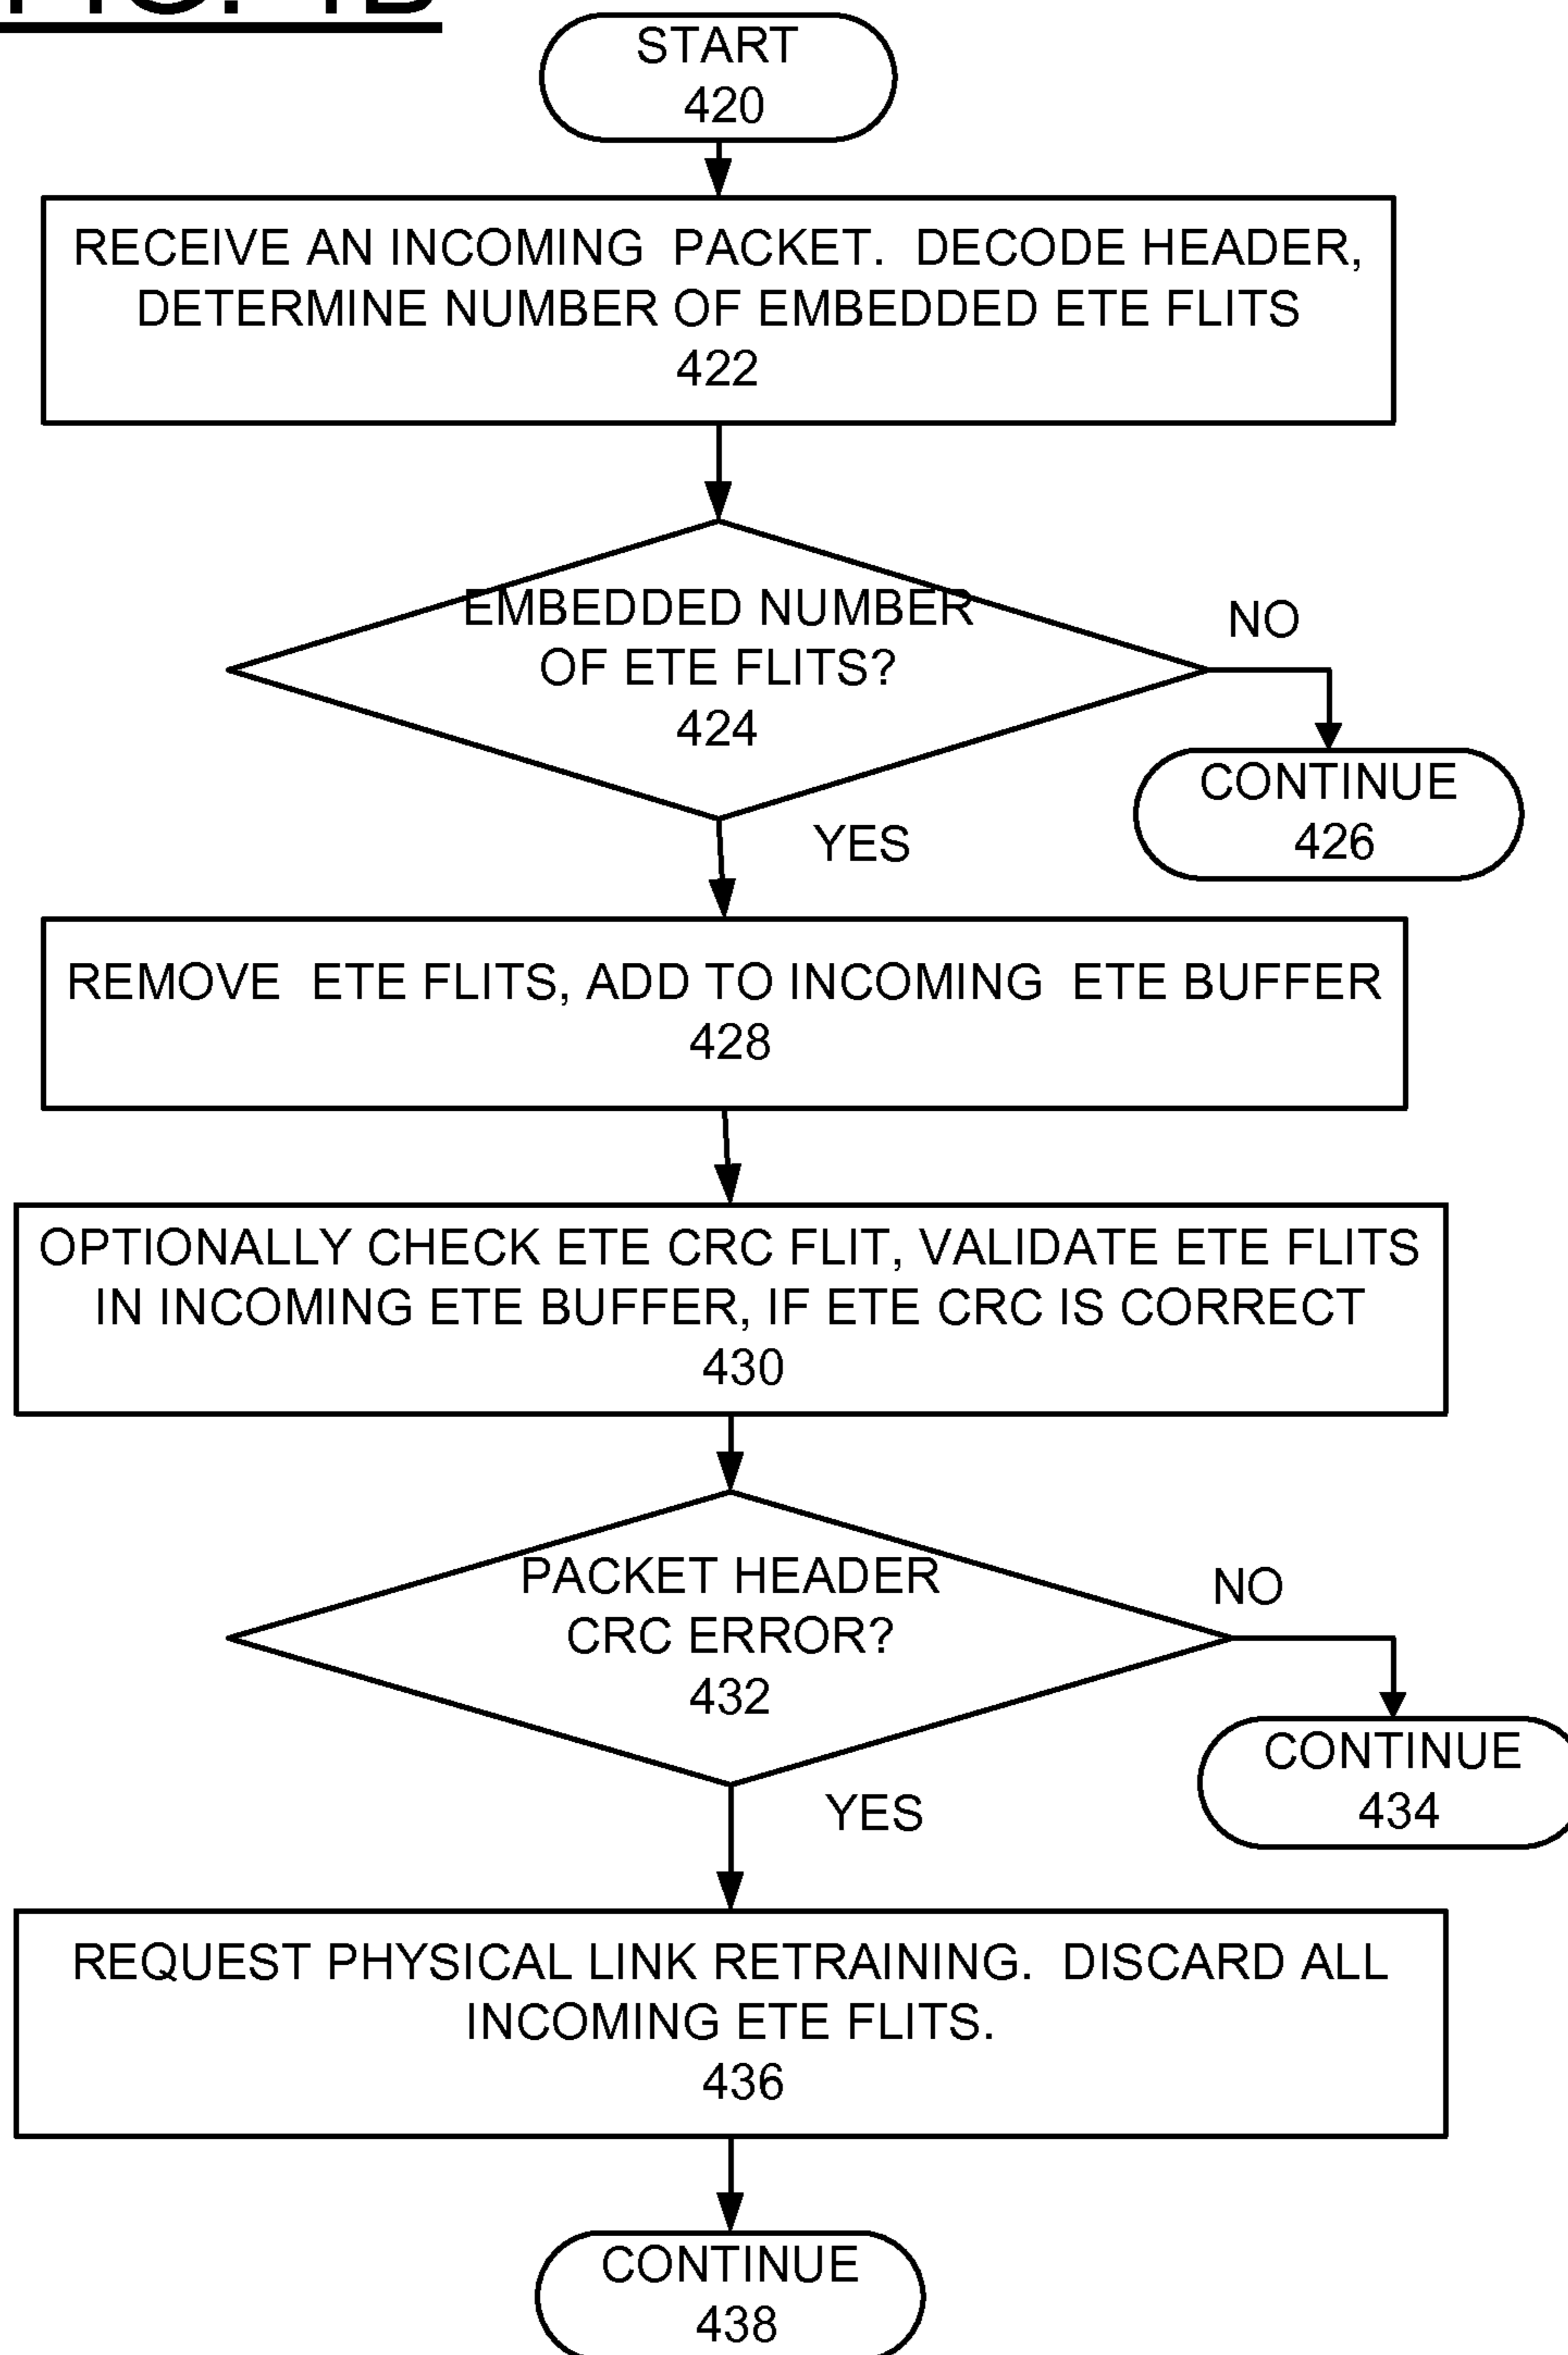 FIG. 4B
START
420
RECEIVE AN INCOMING PACKET. DECODE HEADER,
DETERMINE NUMBER OF EMBEDDED ETE FLITS
422
EMBEDDED NUMBER
OF ETE FLITS?
424
NO
CONTINUE
426
YES
REMOVE ETE FLITS, ADD TO INCOMING ETE BUFFER
428
OPTIONALLY CHECK ETE CRC FLIT, VALIDATE ETE FLITS
IN INCOMING ETE BUFFER, IF ETE CRC IS CORRECT
430
PACKET HEADER
CRC ERROR?
432
NO
CONTINUE
434
YES
REQUEST PHYSICAL LINK RETRAINING. DISCARD ALL
INCOMING ETE FLITS.
436
CONTINUE
438